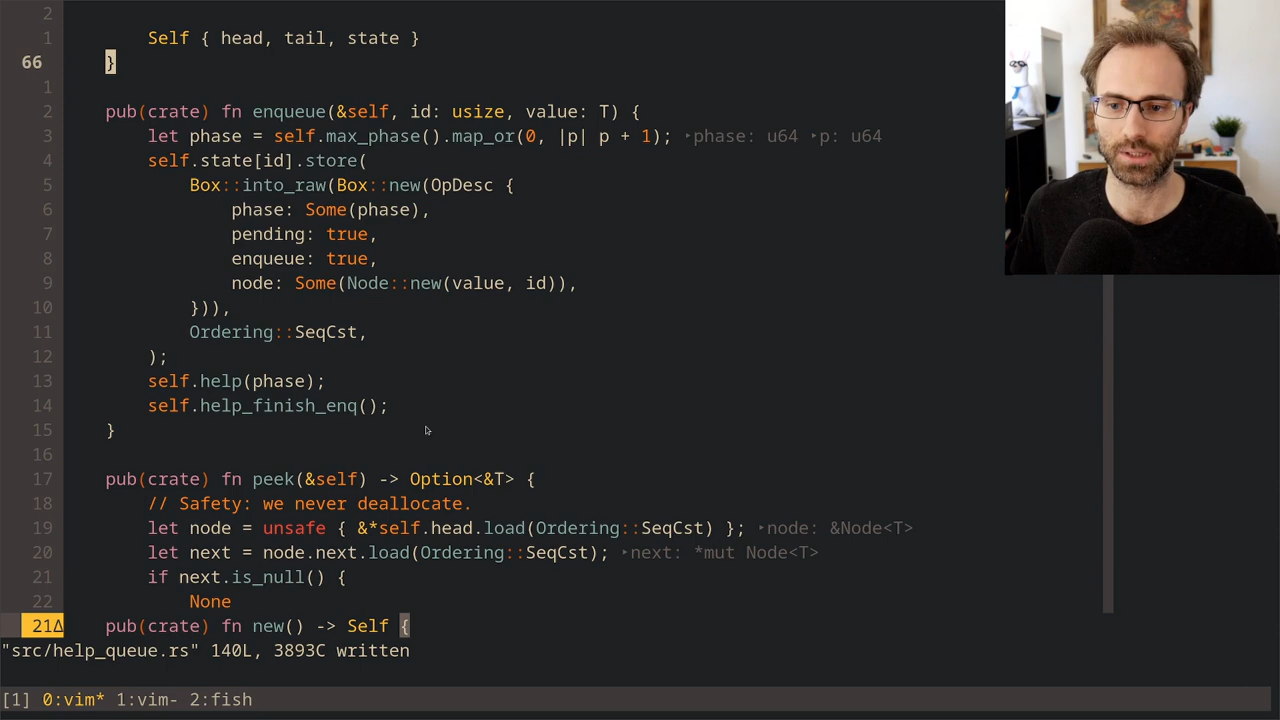 2
1 Self { head, tail, state }
66 }
1
2 pub(crate) fn enqueue(&self, id: usize, value: T) {
3 let phase = self.max_phase().map_or(0, |p| p + 1); ‣phase: u64 ‣p: u64
4 self.state[id].store(
5 Box::into_raw(Box::new(OpDesc {
6 phase: Some(phase),
7 pending: true,
8 enqueue: true,
9 node: Some(Node::new(value, id)),
10 })),
11 Ordering::SeqCst,
12 );
13 self.help(phase);
14 self.help_finish_enq();
15 }
16
17 pub(crate) fn peek(&self) -> Option<&T> {
18 // Safety: we never deallocate.
19 let node = unsafe { &*self.head.load(Ordering::SeqCst) }; ‣node: &Node<T>
20 let next = node.next.load(Ordering::SeqCst); ‣next: *mut Node<T>
21 if next.is_null() {
22 None
21Δ pub(crate) fn new() -> Self {
"src/help_queue.rs" 140L, 3893C written
[1] 0:vim* 1:vim- 2:fish